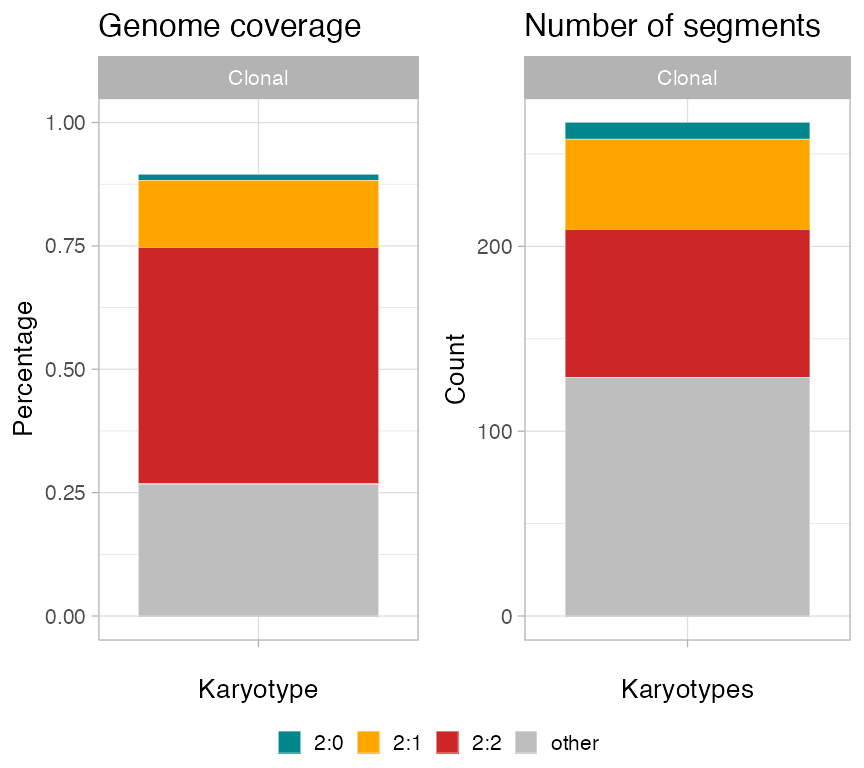 Genome coverage
Clonal
1.00
0.75
0.50
0.25
0.00
Percentage
Karyotype
Number of segments
Clonal
200
100
0
Count
Karyotypes
2:0 2:1 2:2 other